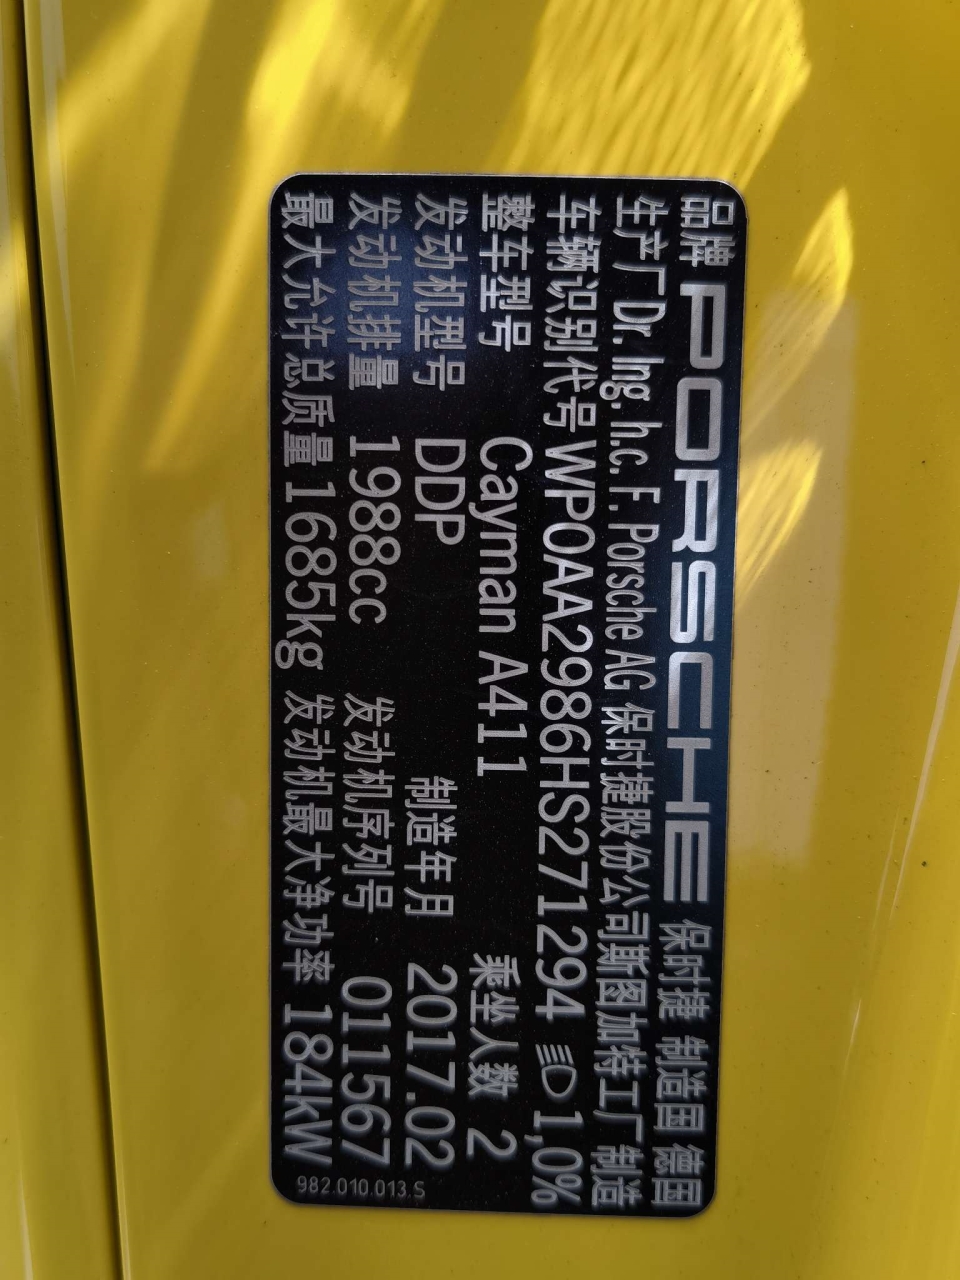 品牌 PORSCHE 保时捷 制造国 德国
生产厂 Dr. Ing. h.c. F. Porsche AG 保时捷股份公司斯图加特工厂 制造
车辆识别代号 WP0AA2986HS271294 1,0%
整车型号 Cayman A411 乘坐人数 2
发动机型号 DDP 制造年月 2017.02
发动机排量 1988cc 发动机序列号 011567
最大允许总质量 1685kg 发动机最大净功率 184kW
982.010.013.S